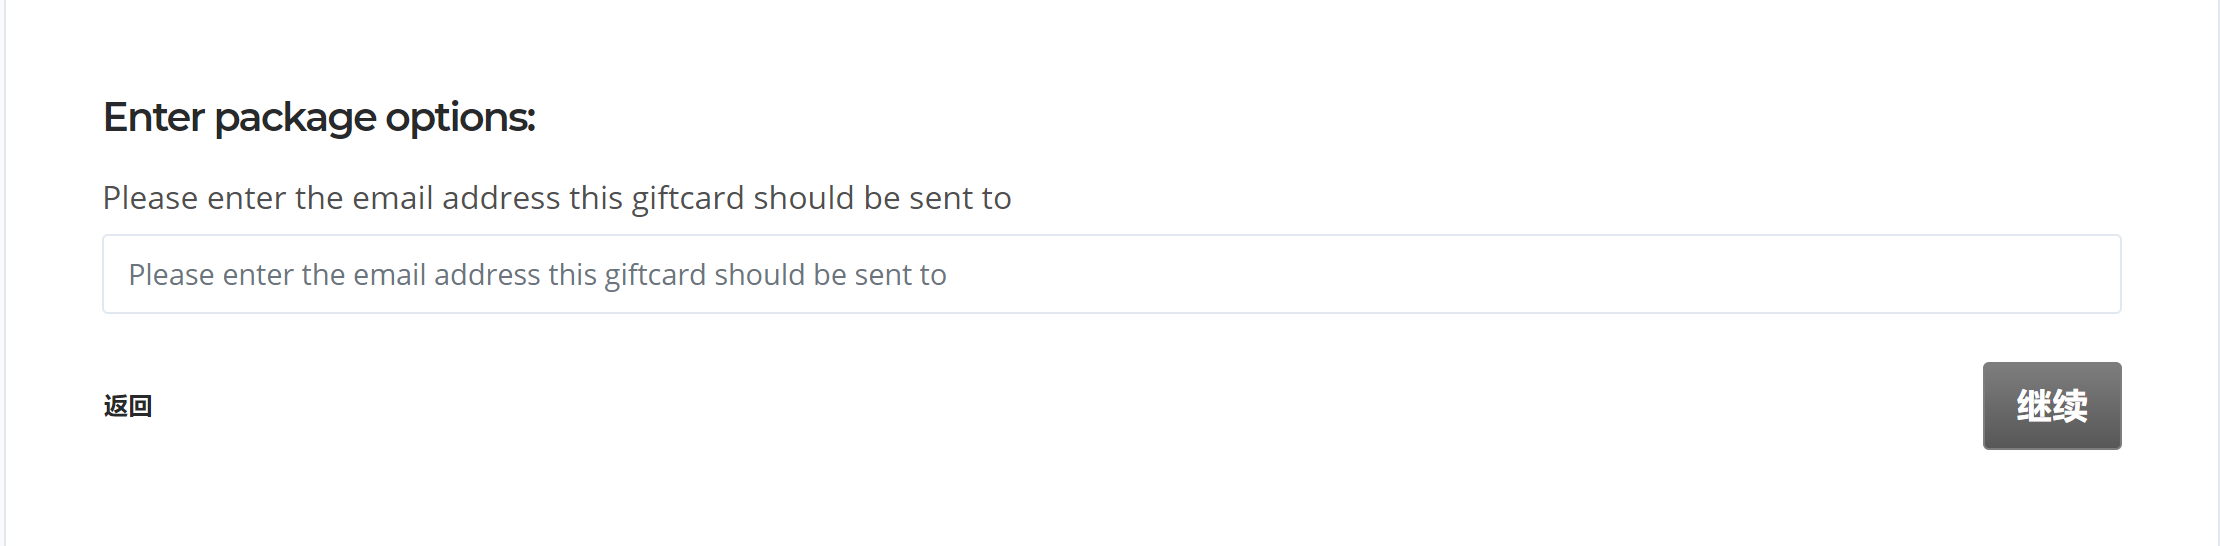 Enter package options:
Please enter the email address this giftcard should be sent to
Please enter the email address this giftcard should be sent to
返回
继续